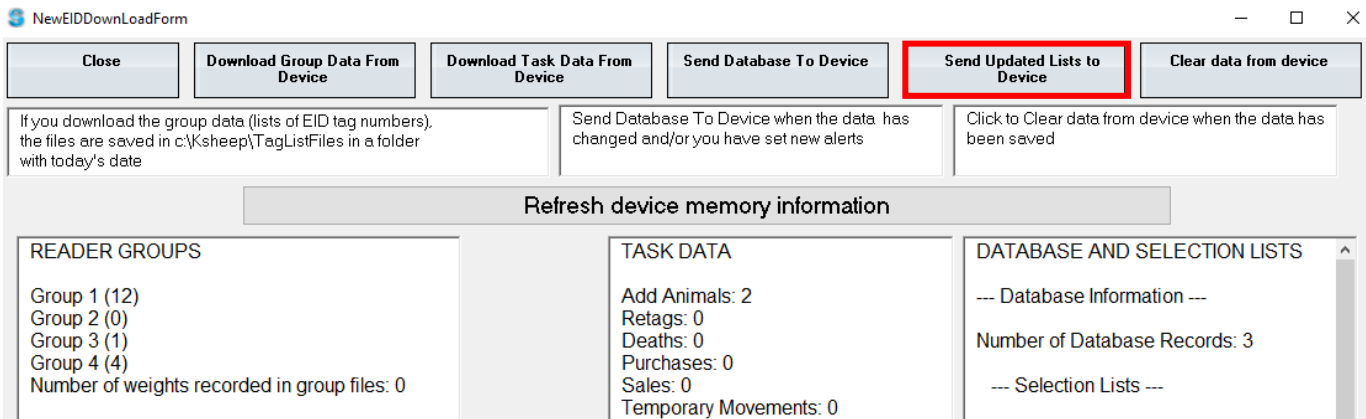 NewEIDDownLoadForm
Close
Download Group Data From
Device
Download Task Data From
Device
Send Database To Device
Send Updated Lists to
Device
Clear data from device
If you download the group data (lists of EID tag numbers),
the files are saved in c:\Ksheep\TagListFiles in a folder
with today's date
Send Database To Device when the data has
changed and/or you have set new alerts
Click to Clear data from device when the data has
been saved
Refresh device memory information
READER GROUPS
Group 1 (12)
Group 2 (0)
Group 3 (1)
Group 4 (4)
Number of weights recorded in group files: 0
TASK DATA
Add Animals: 2
Retags: 0
Deaths: 0
Purchases: 0
Sales: 0
Temporary Movements: 0
DATABASE AND SELECTION LISTS
--- Database Information ---
Number of Database Records: 3
--- Selection Lists ---